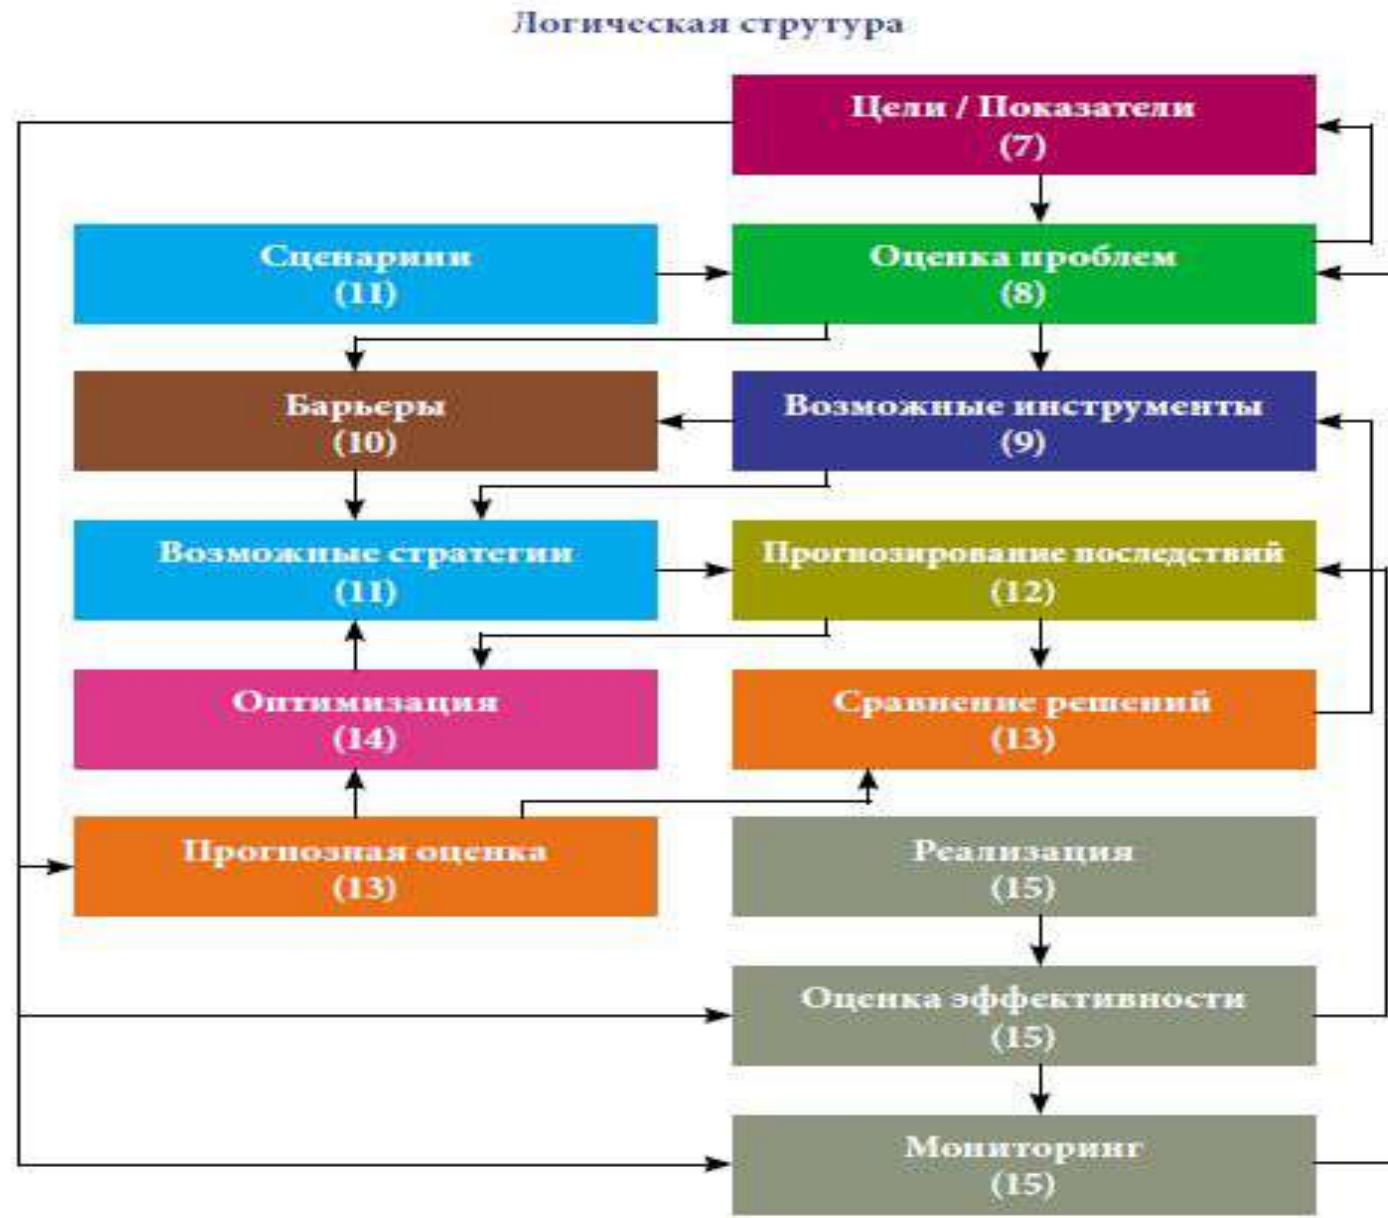 Логическая струтура
Цели / Показатели
(7)
Сценариии
(11)
Оценка проблем
(8)
Барьеры
(10)
Возможные инструменты
(9)
Возможные стратегии
(11)
Прогнозирование последствий
(12)
Оптимизация
(14)
Сравнение решений
(13)
Прогнозная оценка
(13)
Реализация
(15)
Оценка эффективности
(15)
Мониторинг
(15)